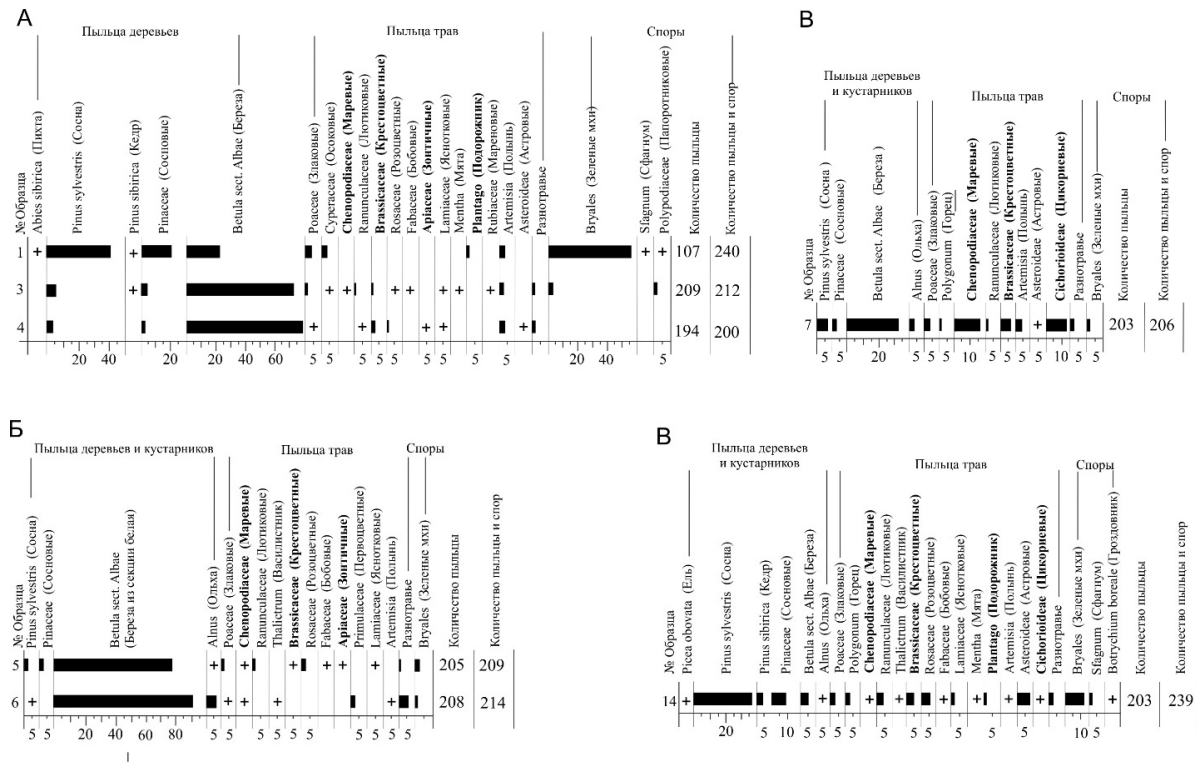 А
Пыльца деревьев
Пыльца трав
Споры
№ Образца
Abies sibirica (Пихта)
Pinus sylvestris (Сосна)
Pinus sibirica (Кедр)
Pinaceae (Сосновые)
Betula sect. Albae (Береза)
Poaceae (Злаковые)
Cyperaceae (Осоковые)
Chenopodiaceae (Маревые)
Ranunculaceae (Лютиковые)
Brassicaceae (Крестоцветные)
Rosaceae (Розоцветные)
Fabaceae (Бобовые)
Apiaceae (Зонтичные)
Lamiaceae (Яснотковые)
Mentha (Мята)
Plantago (Подорожник)
Rubiaceae (Мареновые)
Artemisia (Полынь)
Asteroideae (Астровые)
Разнотравье
Bryales (Зеленые мхи)
Sfagnum (Сфагнум)
Polypodiaceae (Папоротниковые)
Количество пыльцы
Количество пыльцы и спор
1 + + + + 107 240
3 + + + + + + + 209 212
4 + + + + + 194 200
20 40 20 20 40 60 5 5 5 5 5 5 5 5 5 5 5 5 5 20 40 5
В
Пыльца деревьев
и кустарников
Пыльца трав
Споры
№ Образца
Pinus sylvestris (Сосна )
Pinaceae (Сосновые)
Betula sect. Albae (Береза )
Alnus (Ольха)
Poaceae (Злаковые)
Polygonum (Горец)
Chenopodiaceae (Маревые)
Ranunculaceae (Лютиковые)
Brassicaceae (Крестоцветные)
Artemisia (Полынь)
Asteroideae (Астровые)
Cichorioideae (Цикориевые)
Разнотравье
Bryales (Зеленые мхи)
Количество пыльцы
Количество пыльцы и спор
7 + 203 206
5 5 20 5 5 5 10 5 5 5 5 10 5 5
Б
Пыльца деревьев и кустарников
Пыльца трав
Споры
№ Образца
Pinus sylvestris (Сосна)
Pinaceae (Сосновые)
Betula sect. Albae
(Береза из секции белая)
Alnus (Ольха)
Poaceae (Злаковые)
Chenopodiaceae (Маревые)
Ranunculaceae (Лютиковые)
Thalictrum (Василистник)
Brassicaceae (Крестоцветные)
Rosaceae (Розоцветные)
Fabaceae (Бобовые)
Apiaceae (Зонтичные)
Primulaceae (Первоцветные)
Lamiaceae (Яснотковые)
Artemisia (Полынь)
Разнотравье
Bryales (Зеленые мхи)
Количество пыльцы
Количество пыльцы и спор
5 + + + + + + 205 209
6 + + + + + 208 214
5 5 20 40 60 80 5 5 5 5 5 5 5 5 5 5 5 5 5 5
В
Пыльца деревьев
и кустарников
Пыльца трав
Споры
№ Образца
Picea obovata (Ель)
Pinus sylvestris (Сосна)
Pinus sibirica (Кедр)
Pinaceae (Сосновые)
Betula sect. Albae (Береза)
Alnus (Ольха)
Poaceae (Злаковые)
Polygonum (Горец)
Chenopodiaceae (Маревые)
Ranunculaceae (Лютиковые)
Thalictrum (Василистник)
Brassicaceae (Крестоцветные)
Rosaceae (Розоцветные)
Fabaceae (Бобовые)
Lamiaceae (Яснотковые)
Mentha (Мята)
Plantago (Подорожник)
Artemisia (Полынь)
Asteroideae (Астровые)
Cichorioideae (Цикориевые)
Разнотравье
Bryales (Зеленые мхи)
Sfagnum (Сфагнум)
Botrychium boreale (Гроздовник)
Количество пыльцы
Количество пыльцы и спор
14 + + + + + + + + + 203 239
20 5 10 5 5 5 5 5 5 5 5 5 5 5 5 5 10 5